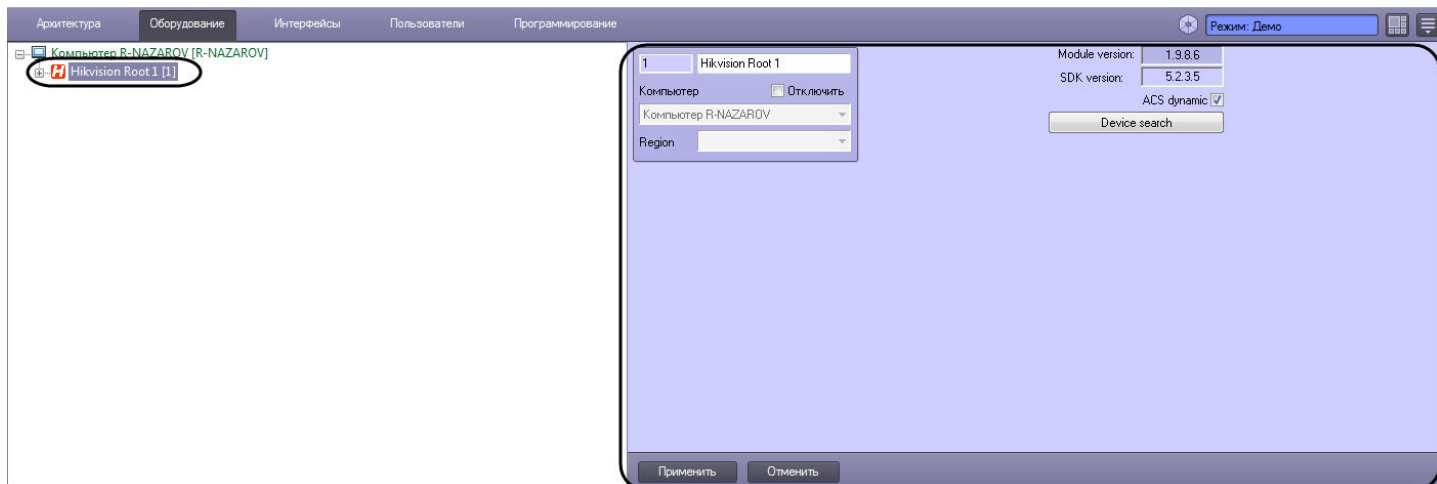 Архитектура Оборудование Интерфейсы Пользователи Программирование Режим: Демо
Компьютер R-NAZAROV [R-NAZAROV]
Hikvision Root 1 [1]
1 Hikvision Root 1
Компьютер Отключить
Компьютер R-NAZAROV
Region
Module version: 1.9.8.6
SDK version: 5.2.3.5
ACS dynamic
Device search
Применить Отменить